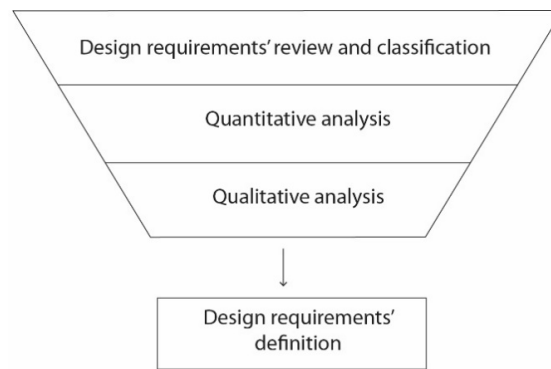 Design requirements’ review and classification
Quantitative analysis
Qualitative analysis
Design requirements’
definition